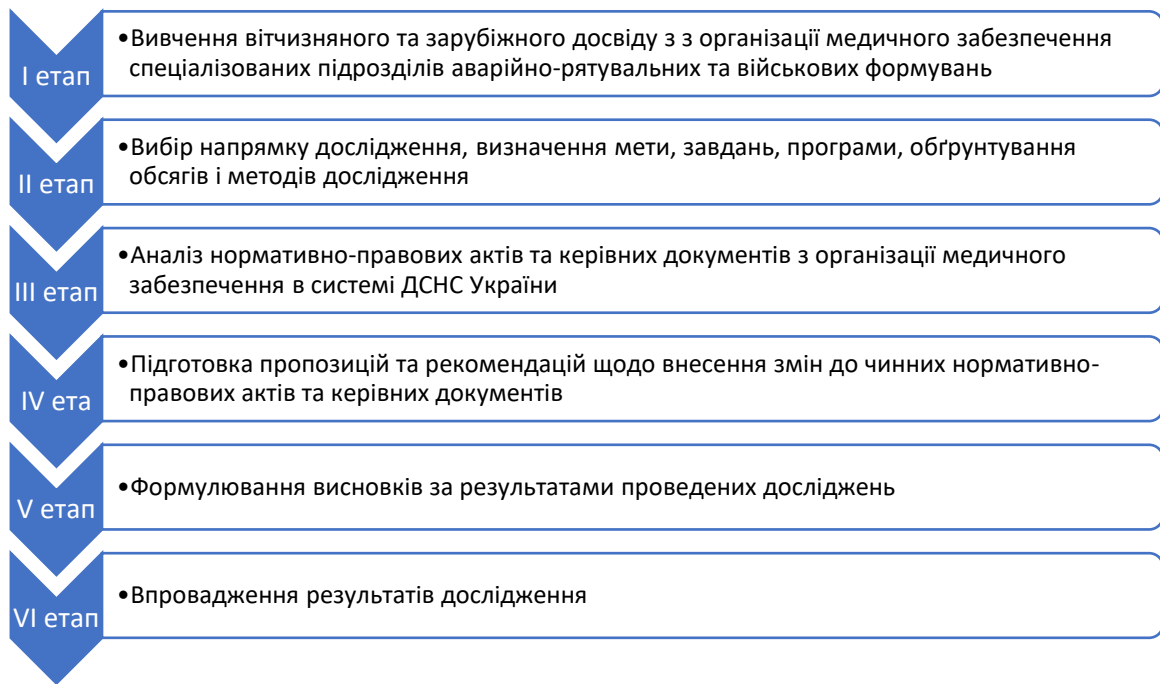 І етап
•Вивчення вітчизняного та зарубіжного досвіду з з організації медичного забезпечення
спеціалізованих підрозділів аварійно-рятувальних та військових формувань
ІІ етап
•Вибір напрямку дослідження, визначення мети, завдань, програми, обґрунтування
обсягів і методів дослідження
ІІІ етап
•Аналіз нормативно-правових актів та керівних документів з організації медичного
забезпечення в системі ДСНС України
IV ета
•Підготовка пропозицій та рекомендацій щодо внесення змін до чинних нормативно-
правових актів та керівних документів
V етап
•Формулювання висновків за результатами проведених досліджень
VI етап
•Впровадження результатів дослідження